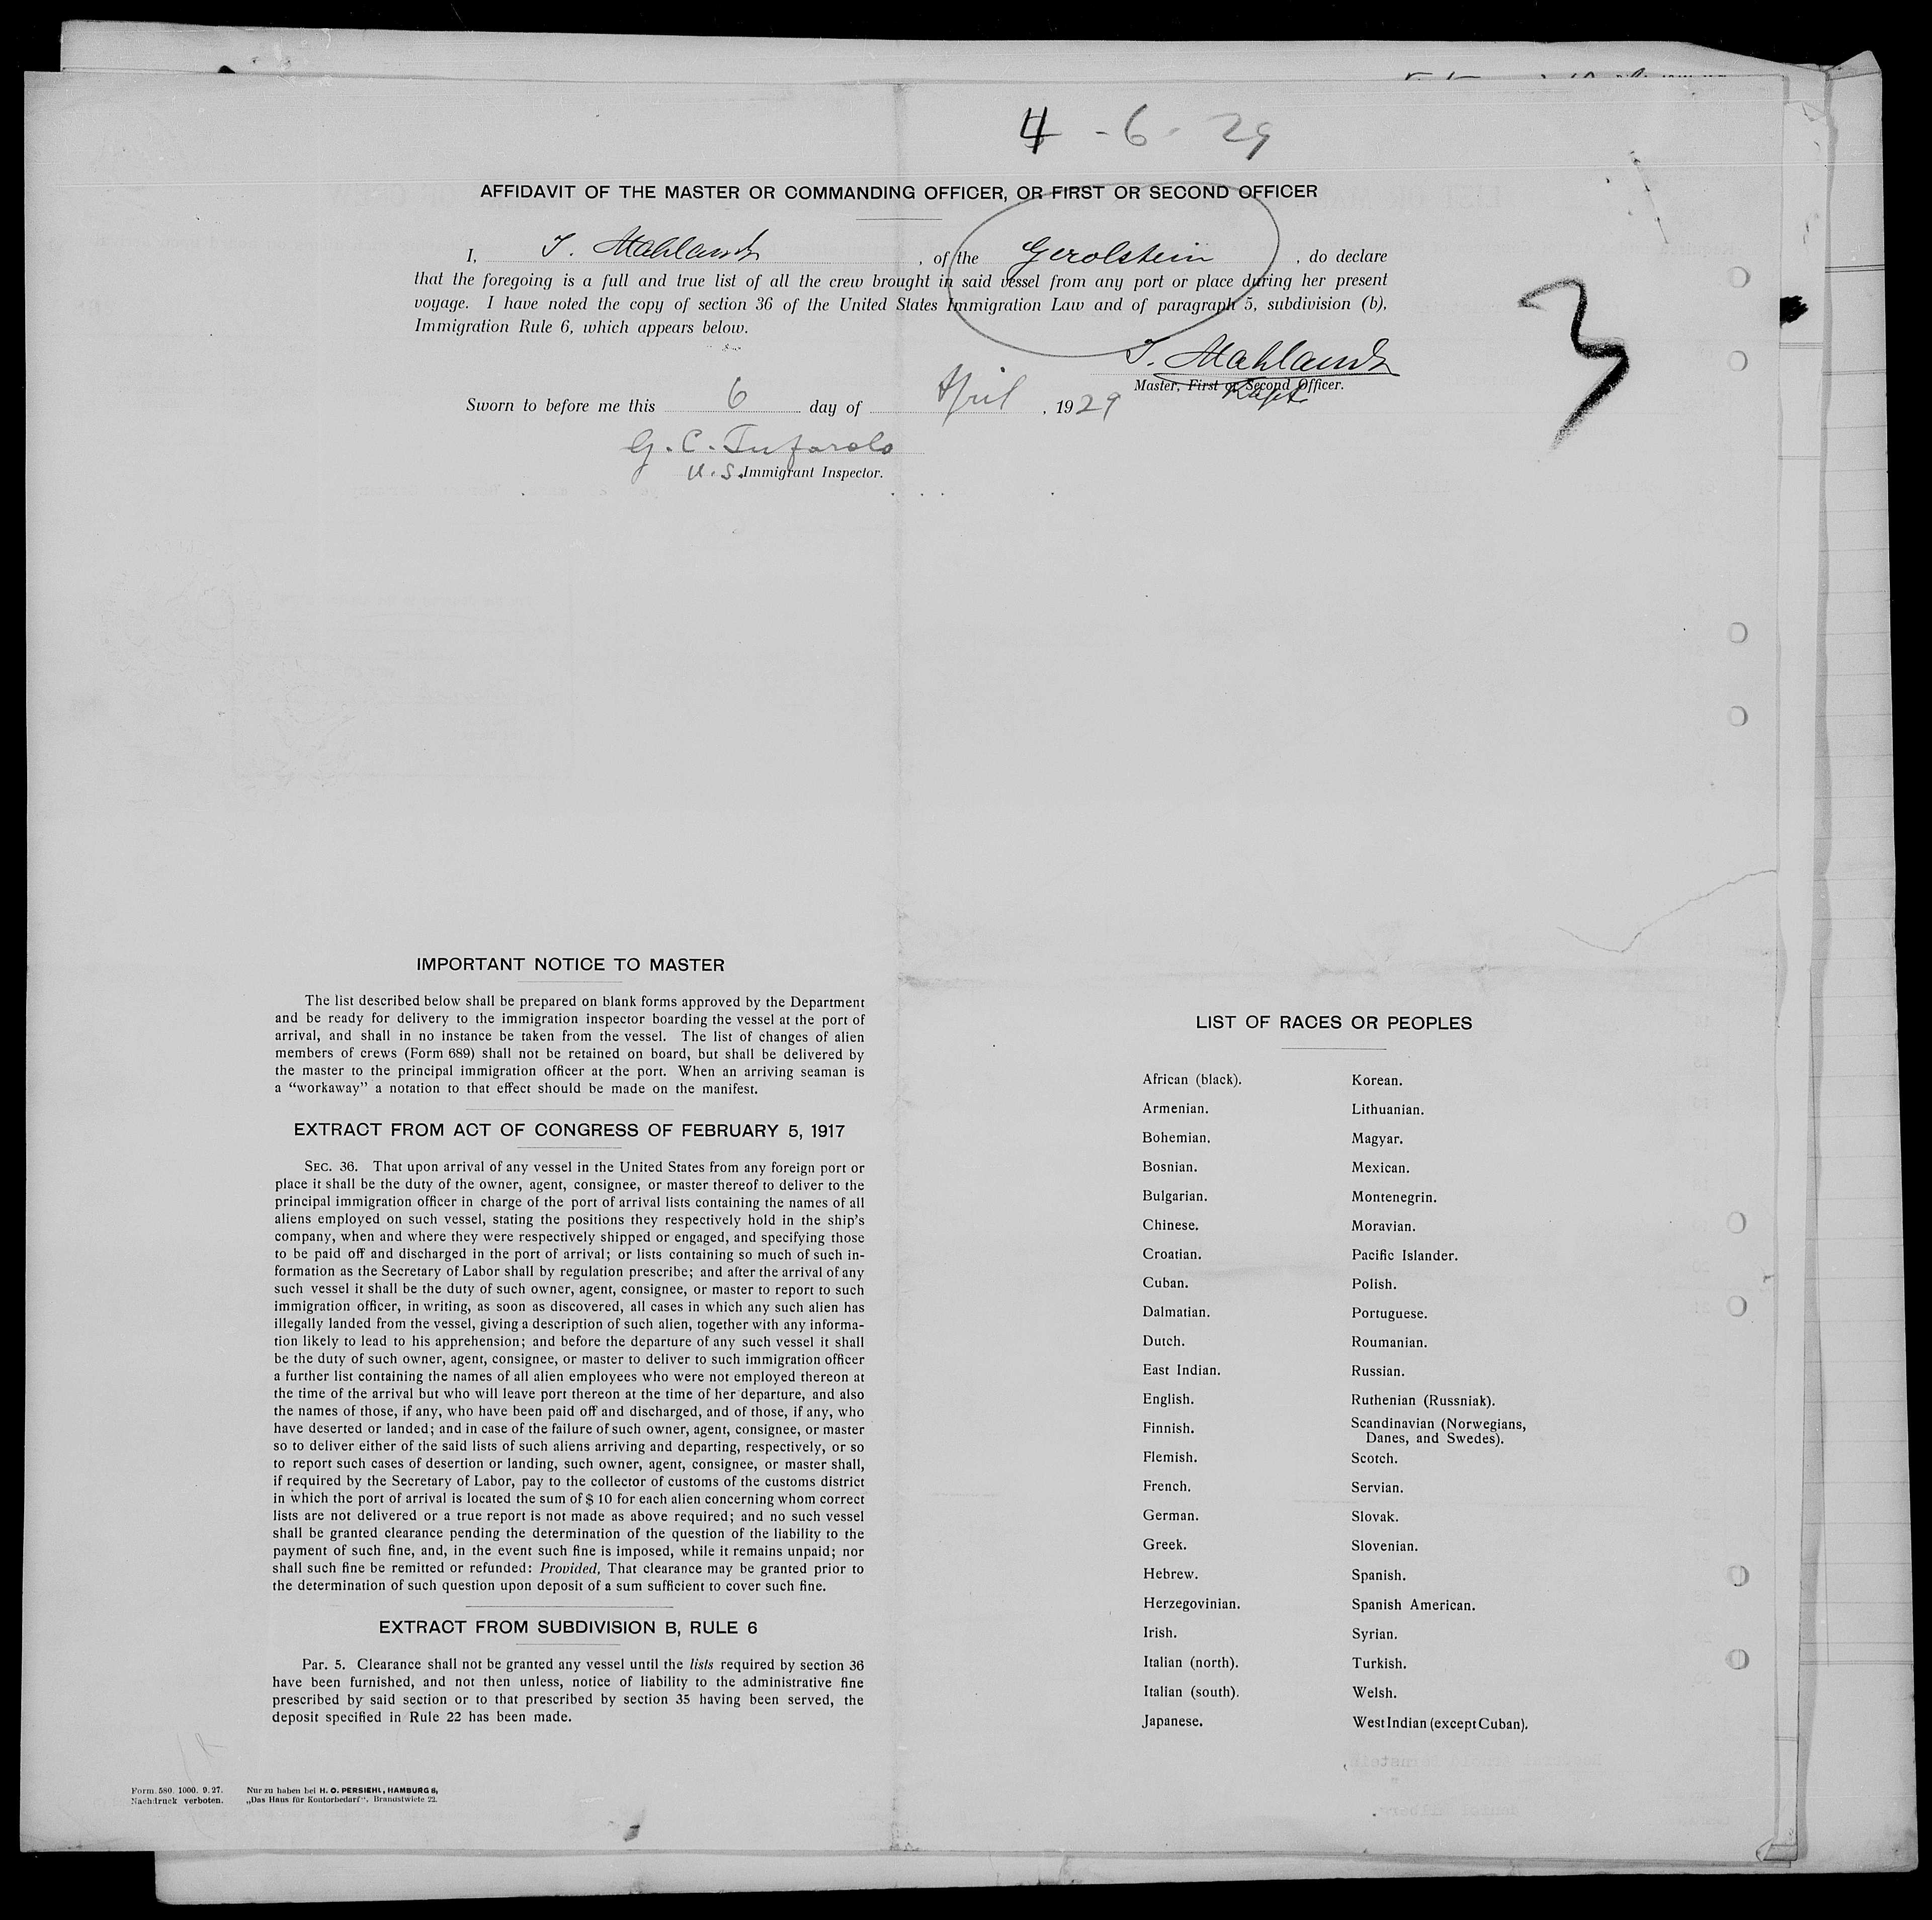 4 - 6 - 29
AFFIDAVIT OF THE MASTER OR COMMANDING OFFICER, OR FIRST OR SECOND OFFICER
I, , of the Gerolstein , do declare
that the foregoing is a full and true list of all the crew brought in said vessel from any port or place during her present
voyage. I have noted the copy of section 36 of the United States Immigration Law and of paragraph 5, subdivision (b),
Immigration Rule 6, which appears below.
3
Master, First or Second Officer.
Kapt.
Sworn to before me this 6 day of April , 1929
G. C. Tufarolo
U.S. Immigrant Inspector.
IMPORTANT NOTICE TO MASTER
The list described below shall be prepared on blank forms approved by the Department
and be ready for delivery to the immigration inspector boarding the vessel at the port of
arrival, and shall in no instance be taken from the vessel. The list of changes of alien
members of crews (Form 689) shall not be retained on board, but shall be delivered by
the master to the principal immigration officer at the port. When an arriving seaman is
a “workaway” a notation to that effect should be made on the manifest.
EXTRACT FROM ACT OF CONGRESS OF FEBRUARY 5, 1917
SEC. 36. That upon arrival of any vessel in the United States from any foreign port or
place it shall be the duty of the owner, agent, consignee, or master thereof to deliver to the
principal immigration officer in charge of the port of arrival lists containing the names of all
aliens employed on such vessel, stating the positions they respectively hold in the ship's
company, when and where they were respectively shipped or engaged, and specifying those
to be paid off and discharged in the port of arrival; or lists containing so much of such in-
formation as the Secretary of Labor shall by regulation prescribe; and after the arrival of any
such vessel it shall be the duty of such owner, agent, consignee, or master to report to such
immigration officer, in writing, as soon as discovered, all cases in which any such alien has
illegally landed from the vessel, giving a description of such alien, together with any informa-
tion likely to lead to his apprehension; and before the departure of any such vessel it shall
be the duty of such owner, agent, consignee, or master to deliver to such immigration officer
a further list containing the names of all alien employees who were not employed thereon at
the time of the arrival but who will leave port thereon at the time of her departure, and also
the names of those, if any, who have been paid off and discharged, and of those, if any, who
have deserted or landed; and in case of the failure of such owner, agent, consignee, or master
so to deliver either of the said lists of such aliens arriving and departing, respectively, or so
to report such cases of desertion or landing, such owner, agent, consignee, or master shall,
if required by the Secretary of Labor, pay to the collector of customs of the customs district
in which the port of arrival is located the sum of $ 10 for each alien concerning whom correct
lists are not delivered or a true report is not made as above required; and no such vessel
shall be granted clearance pending the determination of the question of the liability to the
payment of such fine, and, in the event such fine is imposed, while it remains unpaid; nor
shall such fine be remitted or refunded: Provided, That clearance may be granted prior to
the determination of such question upon deposit of a sum sufficient to cover such fine.
EXTRACT FROM SUBDIVISION B, RULE 6
Par. 5. Clearance shall not be granted any vessel until the lists required by section 36
have been furnished, and not then unless, notice of liability to the administrative fine
prescribed by said section or to that prescribed by section 35 having been served, the
deposit specified in Rule 22 has been made.
Form. 580. 1000. 9. 27. Nur zu haben bei H. O. PERSIEHL, HAMBURG 8,
Nachdruck verboten. „Das Haus für Kontorbedarf“, Brandstwiete 22.
LIST OF RACES OR PEOPLES
African (black). Korean.
Armenian. Lithuanian.
Bohemian. Magyar.
Bosnian. Mexican.
Bulgarian. Montenegrin.
Chinese. Moravian.
Croatian. Pacific Islander.
Cuban. Polish.
Dalmatian. Portuguese.
Dutch. Roumanian.
East Indian. Russian.
English. Ruthenian (Russniak).
Finnish. Scandinavian (Norwegians,
Danes, and Swedes).
Flemish. Scotch.
French. Servian.
German. Slovak.
Greek. Slovenian.
Hebrew. Spanish.
Herzegovinian. Spanish American.
Irish. Syrian.
Italian (north). Turkish.
Italian (south). Welsh.
Japanese. West Indian (except Cuban).